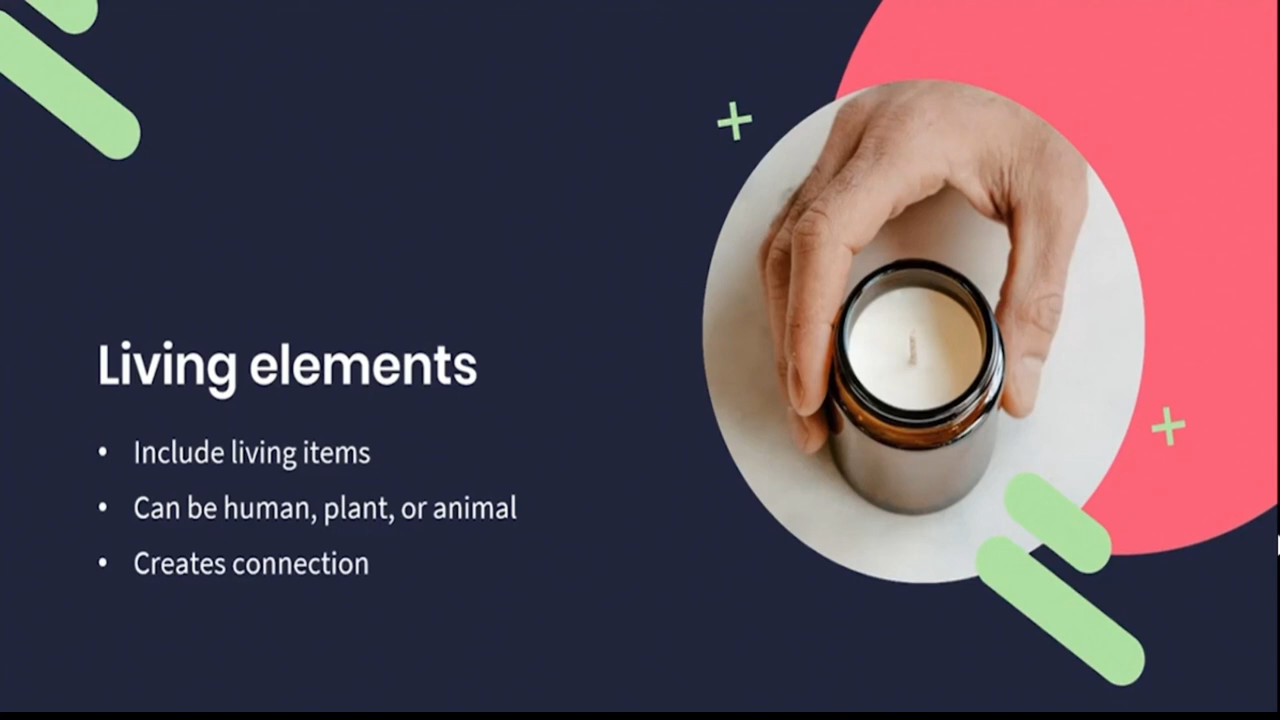 Living elements
• Include living items
• Can be human, plant, or animal
• Creates connection